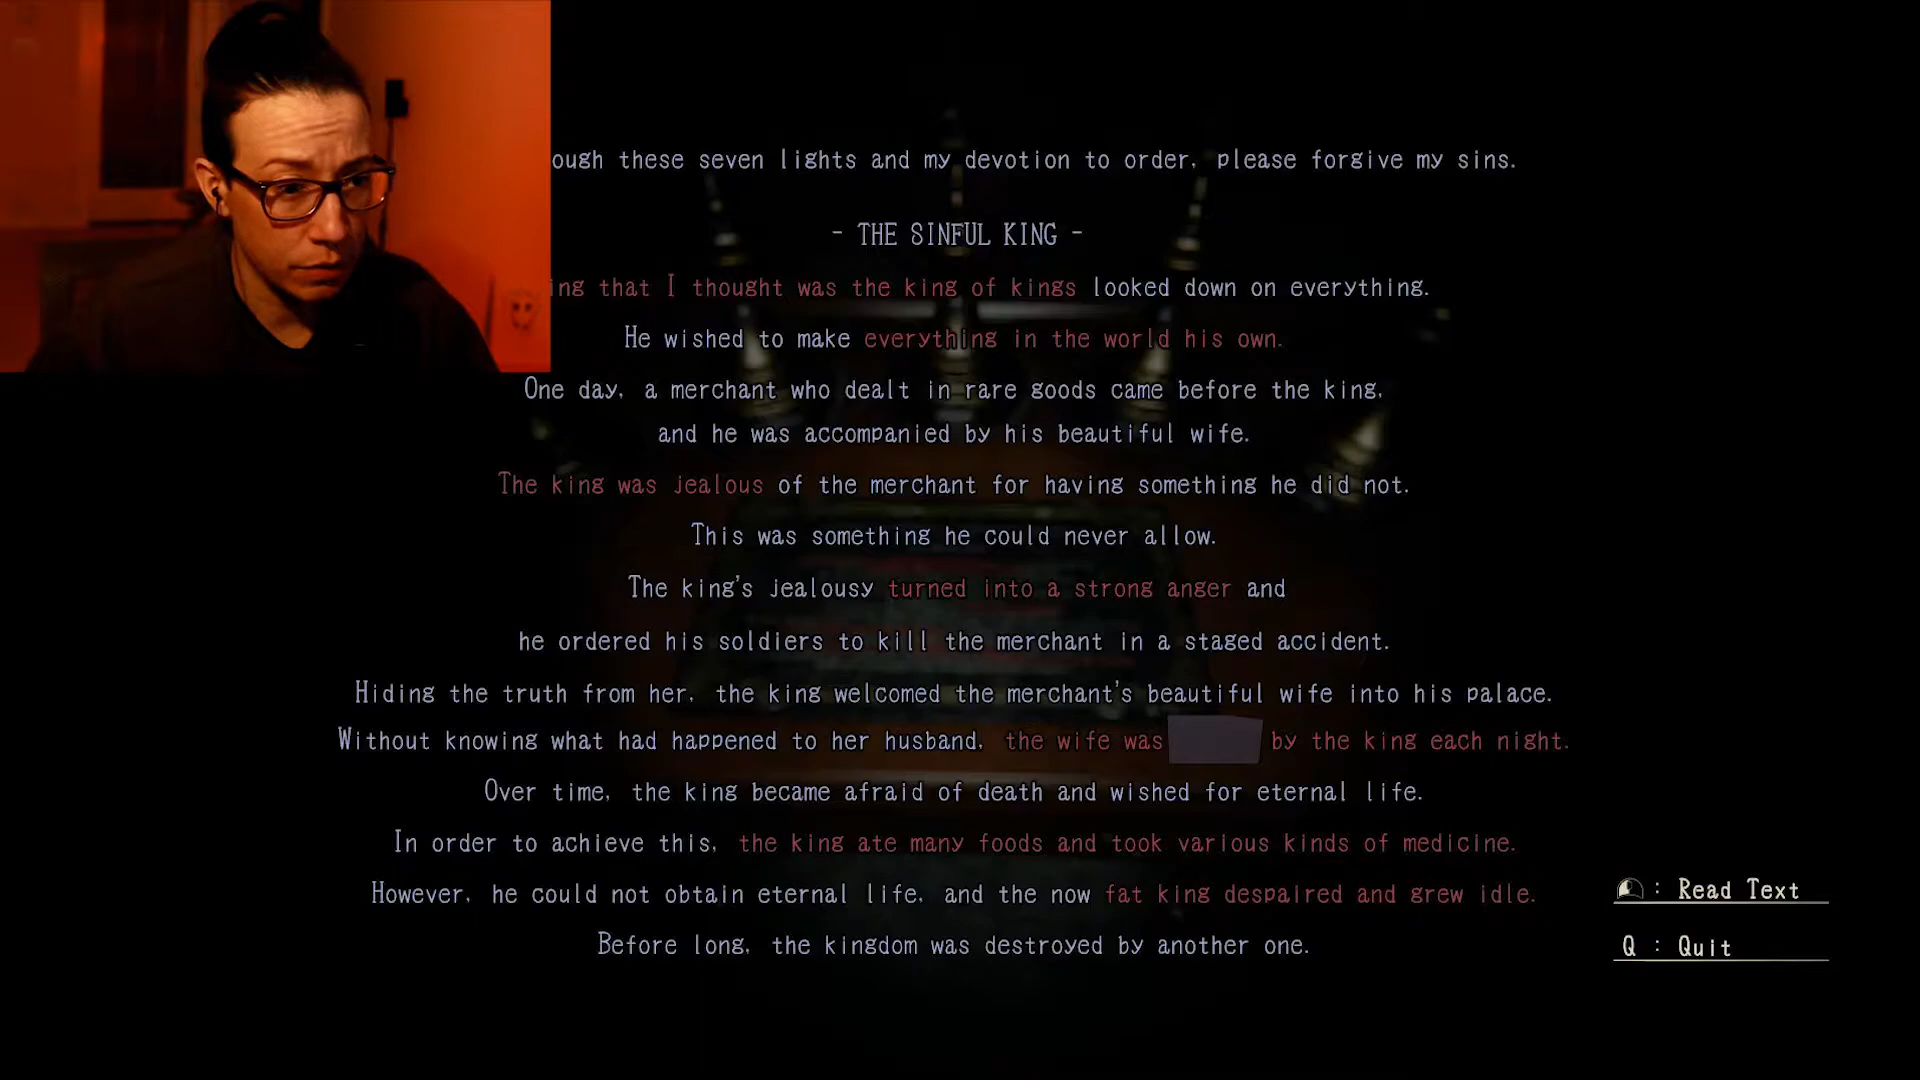 ough these seven lights and my devotion to order, please forgive my sins.
- THE SINFUL KING -
ing that I thought was the king of kings looked down on everything.
He wished to make everything in the world his own.
One day, a merchant who dealt in rare goods came before the king,
and he was accompanied by his beautiful wife.
The king was jealous of the merchant for having something he did not.
This was something he could never allow.
The king's jealousy turned into a strong anger and
he ordered his soldiers to kill the merchant in a staged accident.
Hiding the truth from her, the king welcomed the merchant's beautiful wife into his palace.
Without knowing what had happened to her husband, the wife was by the king each night.
Over time, the king became afraid of death and wished for eternal life.
In order to achieve this, the king ate many foods and took various kinds of medicine.
However, he could not obtain eternal life, and the now fat king despaired and grew idle.
Before long, the kingdom was destroyed by another one.
: Read Text
Q : Quit